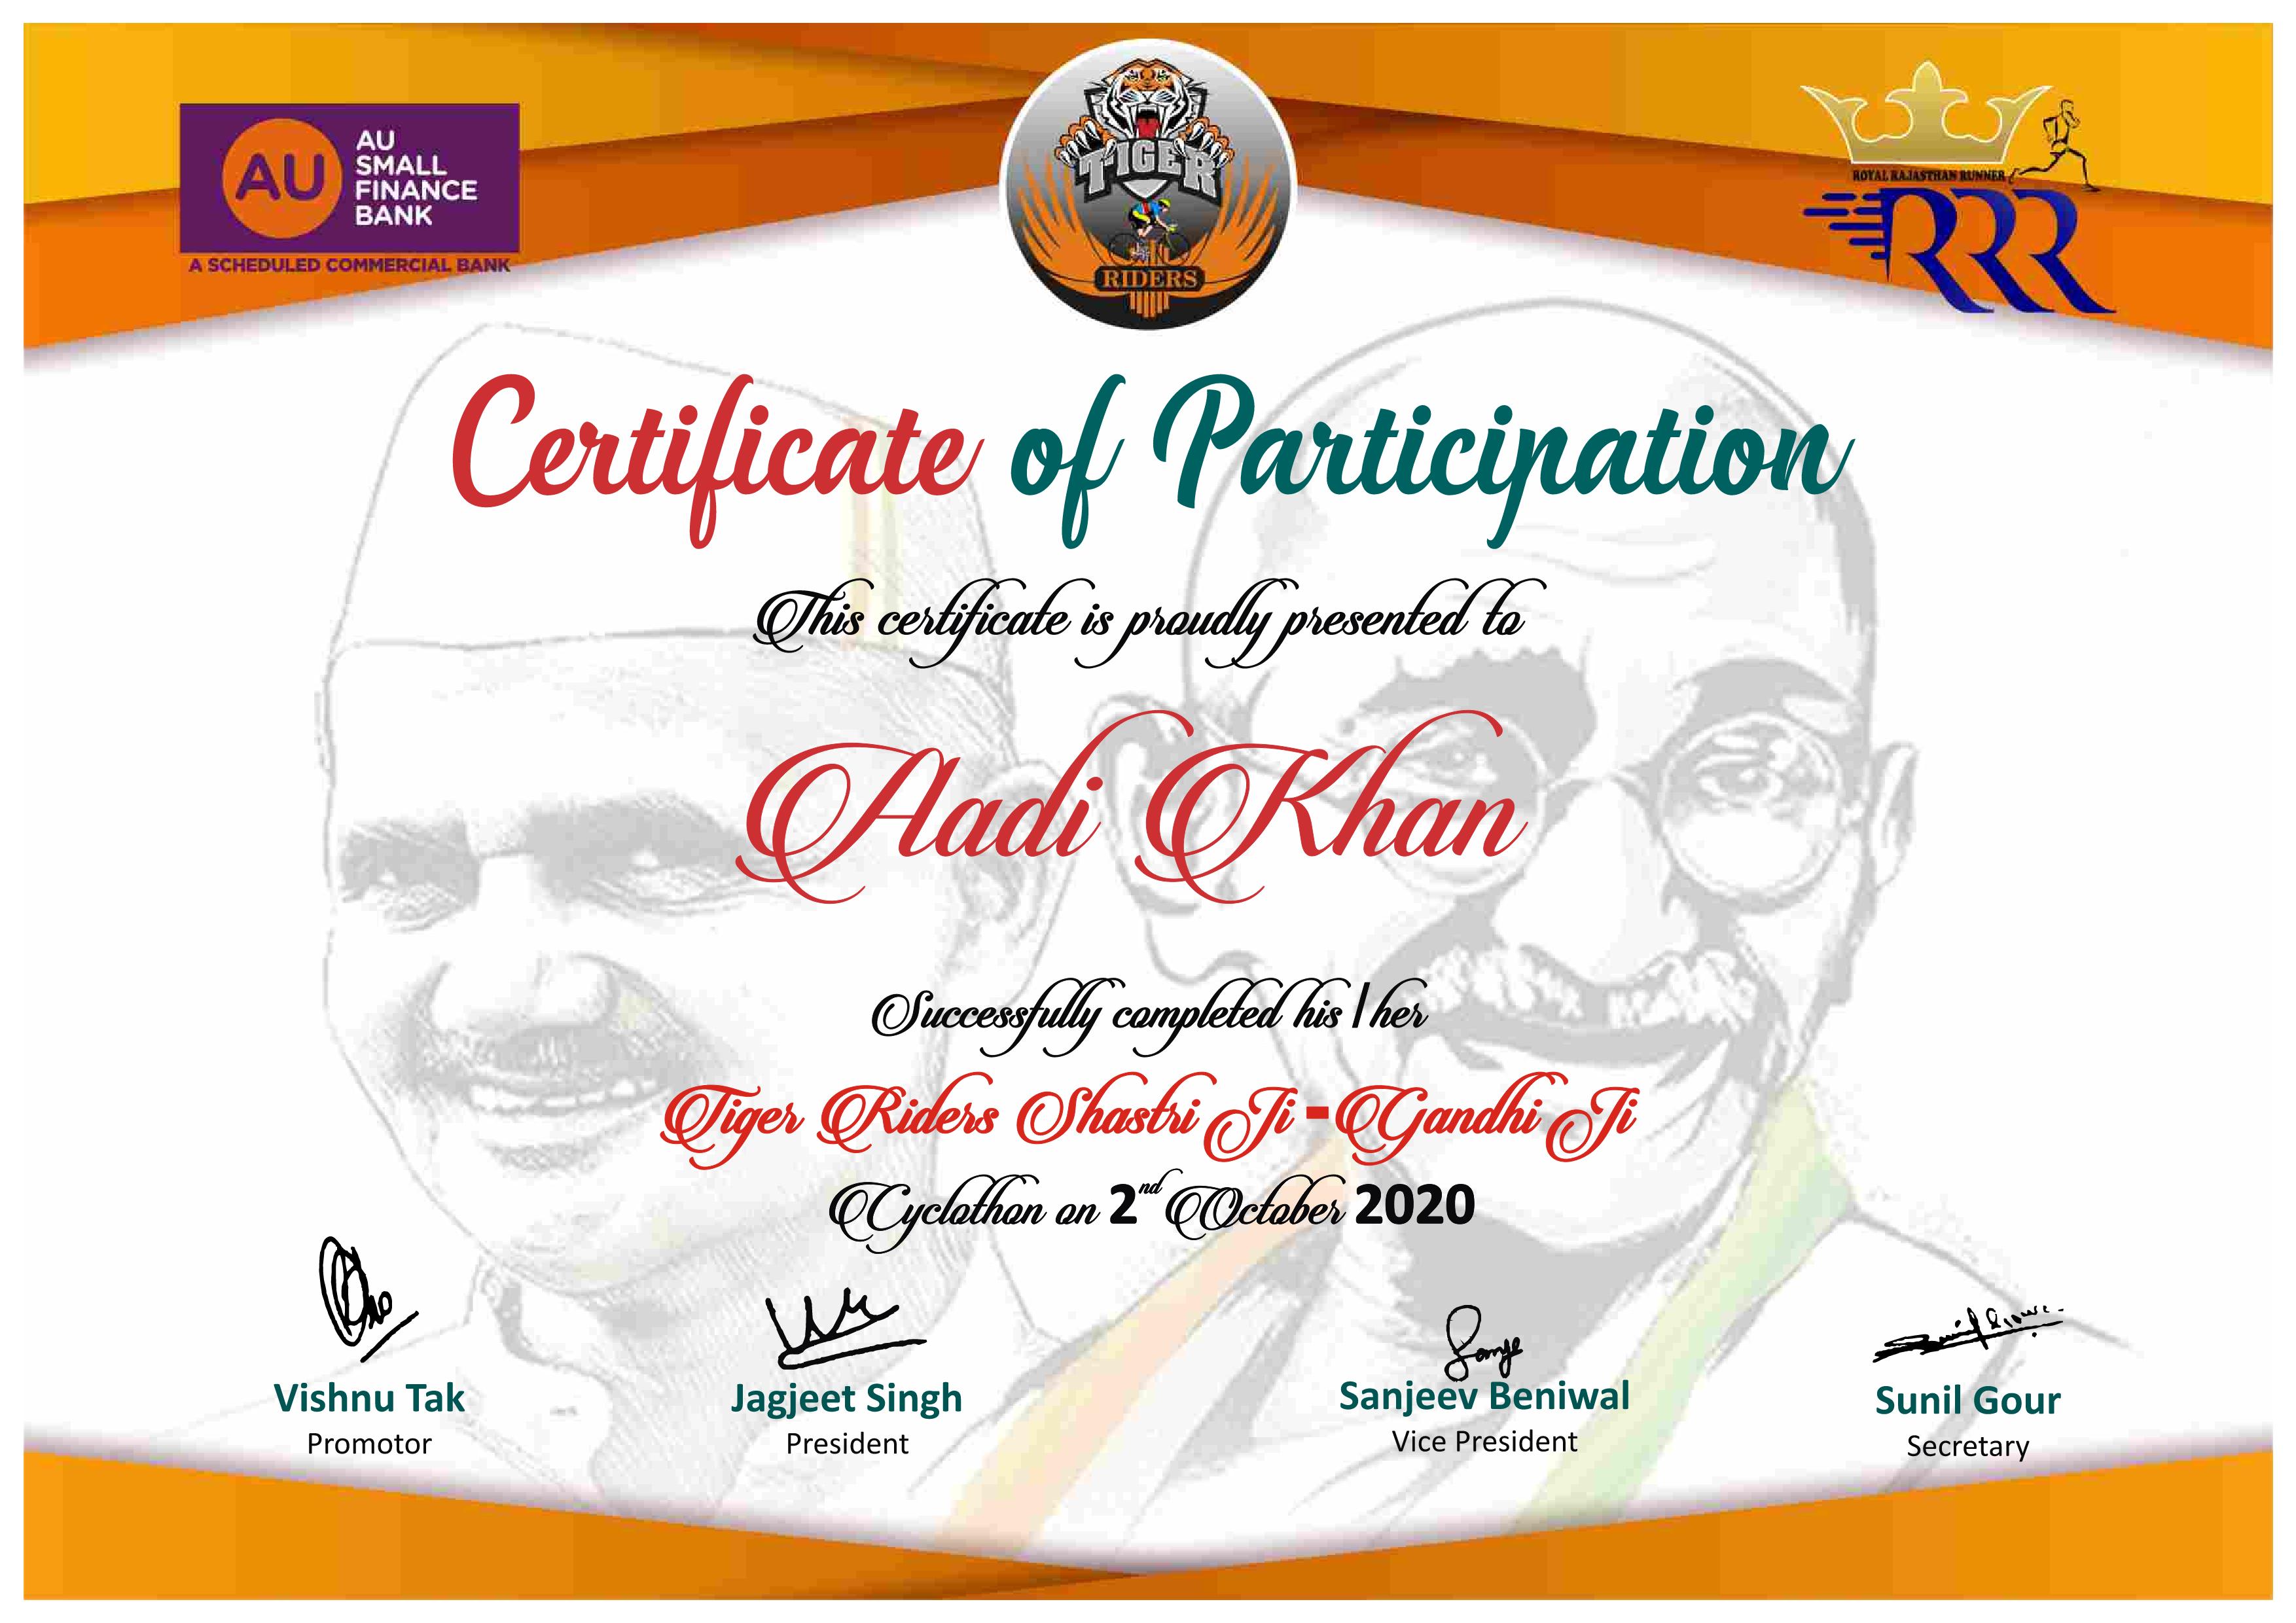 AU
AU
SMALL
FINANCE
BANK
A SCHEDULED COMMERCIAL BANK
TIGER
RIDERS
ROYAL RAJASTHAN RUNNER
RRR
Certificate of Participation
This certificate is proudly presented to
Aadi Khan
Successfully completed his / her
Tiger Riders Shastri Ji - Gandhi Ji
Cyclothon on 2nd October 2020
Vishnu Tak
Promotor
Jagjeet Singh
President
Sanjeev Beniwal
Vice President
Sunil Gour
Secretary